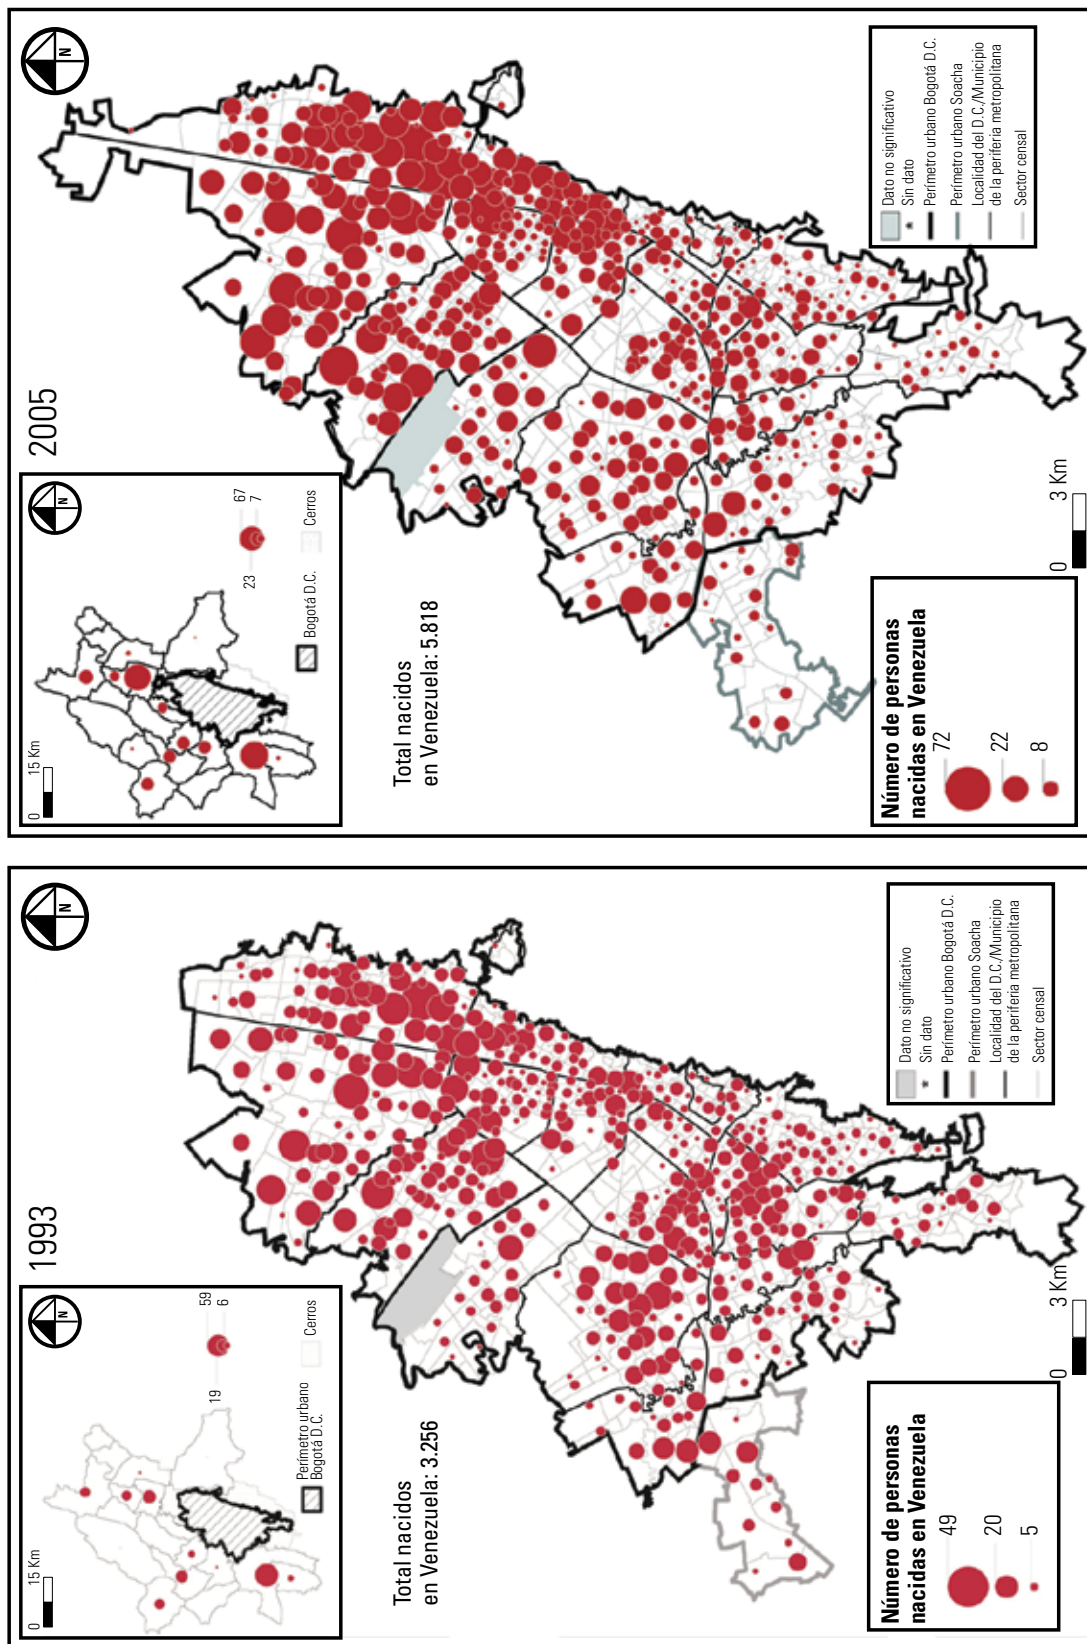 1993
N
0
15 Km
N
59
6
19
Perímetro urbano
Bogotá D.C.
Cerros
Total nacidos
en Venezuela: 3.256
Número de personas
nacidas en Venezuela
49
20
5
0
3 Km
Dato no significativo
* Sin dato
Perímetro urbano Bogotá D.C.
Perímetro urbano Soacha
Localidad del D.C./Municipio
de la periferia metropolitana
Sector censal
2005
N
0
15 Km
N
67
7
23
Bogotá D.C.
Cerros
Total nacidos
en Venezuela: 5.818
Número de personas
nacidas en Venezuela
72
22
8
0
3 Km
Dato no significativo
* Sin dato
Perímetro urbano Bogotá D.C.
Perímetro urbano Soacha
Localidad del D.C./Municipio
de la periferia metropolitana
Sector censal